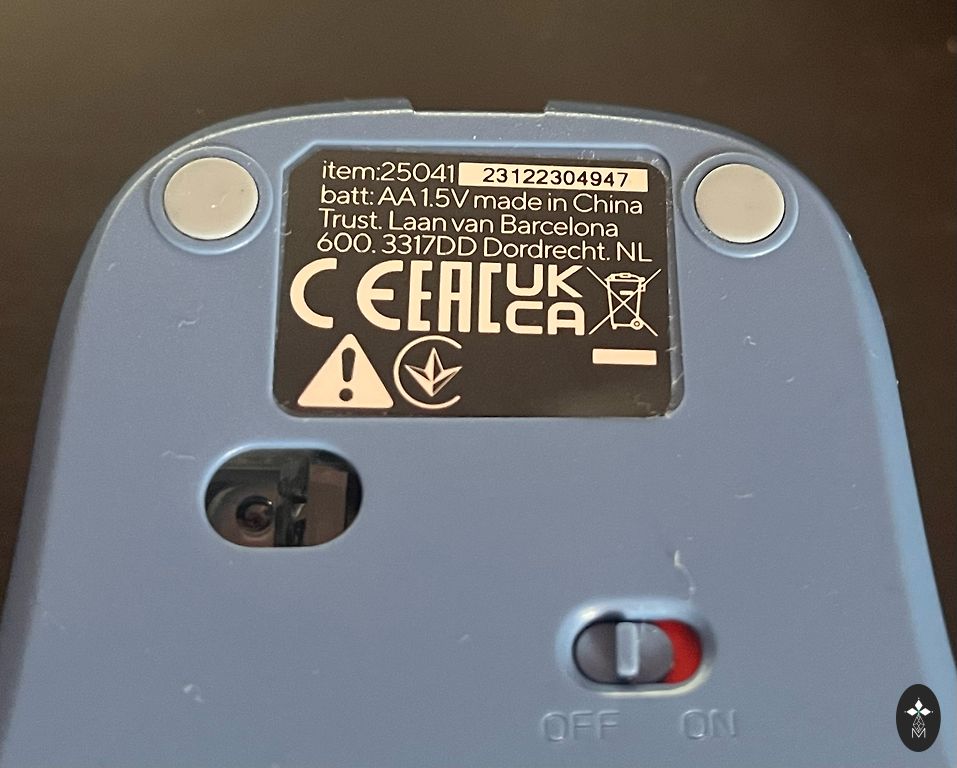 item:25041 23122304947
batt: AA 1.5V made in China
Trust. Laan van Barcelona
600. 3317DD Dordrecht. NL
CE EAC UK
CA
OFF ON
M